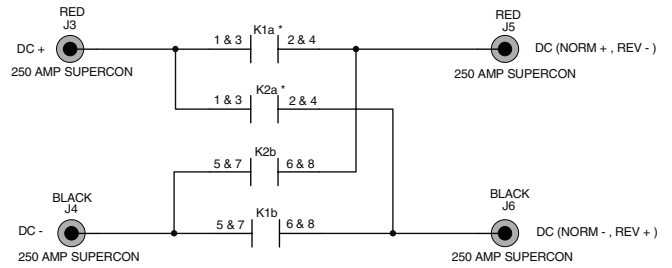 RED
J3
DC +
250 AMP SUPERCON
K1a *
1 & 3
2 & 4
RED
J5
DC (NORM + , REV - )
250 AMP SUPERCON
K2a *
1 & 3
2 & 4
K2b
5 & 7
6 & 8
BLACK
J4
DC -
250 AMP SUPERCON
K1b
5 & 7
6 & 8
BLACK
J6
DC (NORM - , REV + )
250 AMP SUPERCON